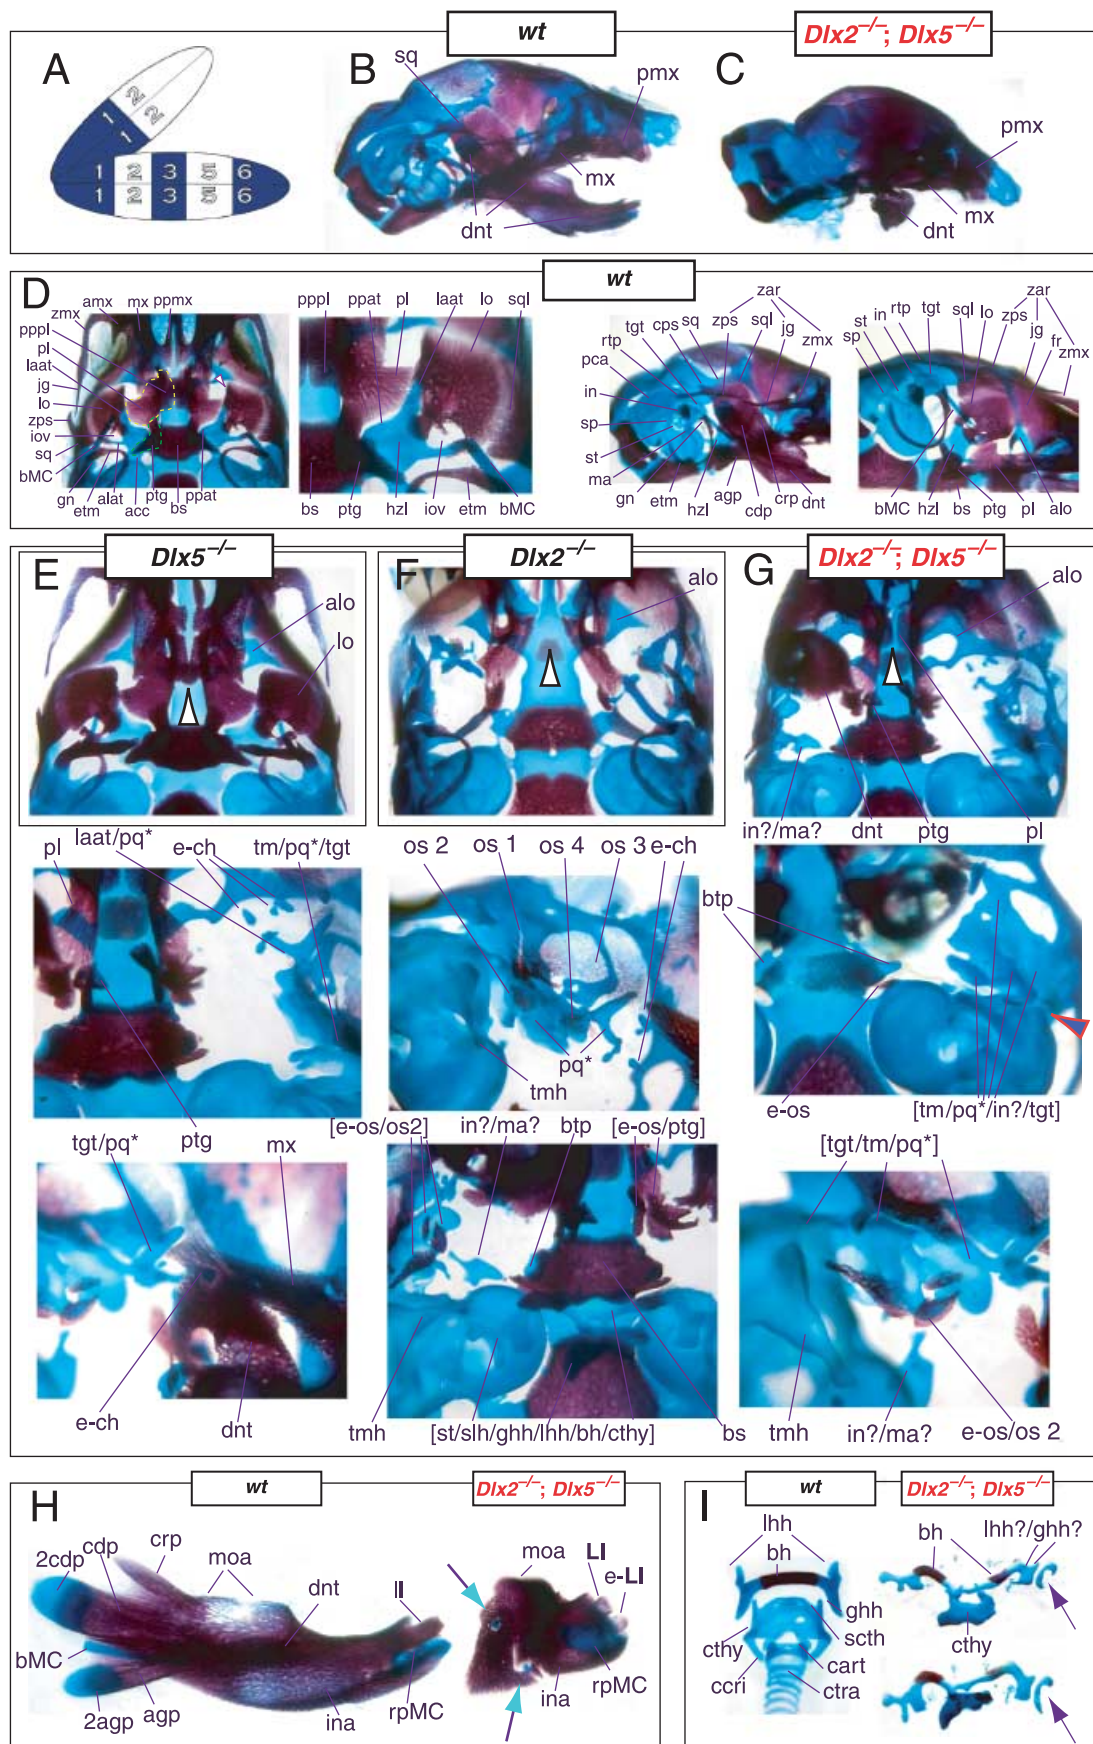 wt
Dlx2−/−; Dlx5−/−
A
2
2
1
1
1 2 3 5 6
1 2 3 5 6
B
sq
pmx
mx
dnt
C
pmx
mx
dnt
wt
D
amx mx ppmx
zmx
pppl
pl
laat
jg
lo
zps
iov
sq
bMC
gn
etm
alat
acc
ptg
bs
ppat
pppl ppat pl laat lo sql
bs ptg hzl iov etm bMC
zar
tgt cps sq zps sql jg
rtp
zmx
pca
in
sp
st
ma
gn etm hzl agp cdp crp dnt
zar
st in rtp tgt sql lo zps jg
sp
fr
zmx
bMC hzl bs ptg pl alo
Dlx5−/−
Dlx2−/−
Dlx2−/−; Dlx5−/−
E
alo
lo
F
alo
G
alo
in?/ma? dnt ptg pl
pl laat/pq* e-ch tm/pq*/tgt
ptg
os 2 os 1 os 4 os 3 e-ch
pq*
tmh
btp
e-os
[tm/pq*/in?/tgt]
tgt/pq*
mx
e-ch
dnt
[e-os/os2] in?/ma? btp [e-os/ptg]
tmh [st/slh/ghh/lhh/bh/cthy] bs
[tgt/tm/pq*]
tmh in?/ma? e-os/os 2
H
wt
Dlx2−/−; Dlx5−/−
2cdp cdp crp moa dnt II
bMC
2agp agp ina rpMC
moa LI
e-LI
ina rpMC
I
wt
Dlx2−/−; Dlx5−/−
lhh
bh
ghh
cthy
scth
cart
ccri
ctra
bh lhh?/ghh?
cthy